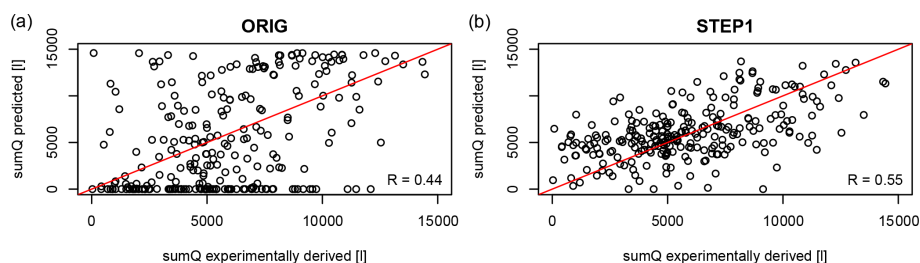 (a)
ORIG
sumQ predicted [l]
15000
5000
0
R = 0.44
0
5000
10000
15000
sumQ experimentally derived [l]
(b)
STEP1
sumQ predicted [l]
15000
5000
0
R = 0.55
0
5000
10000
15000
sumQ experimentally derived [l]